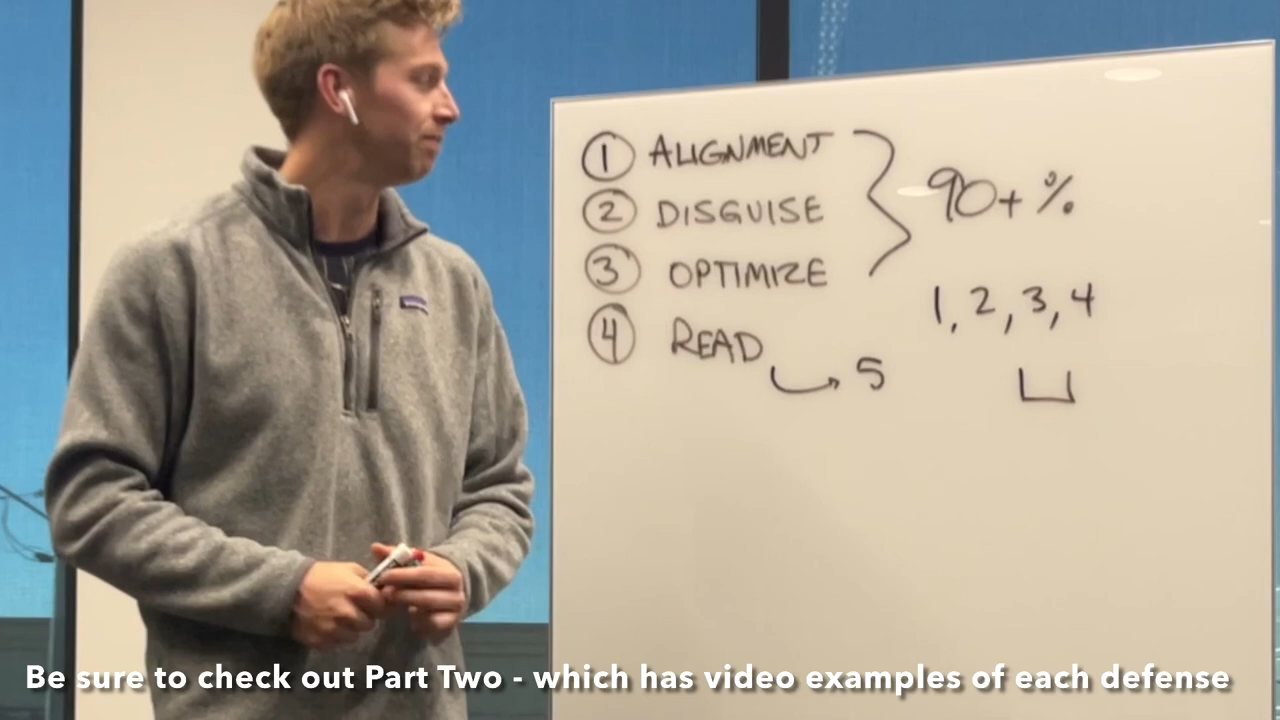 ① ALIGNMENT
② DISGUISE
③ OPTIMIZE
④ READ
5
90+ %
1, 2, 3, 4
Be sure to check out Part Two - which has video examples of each defense